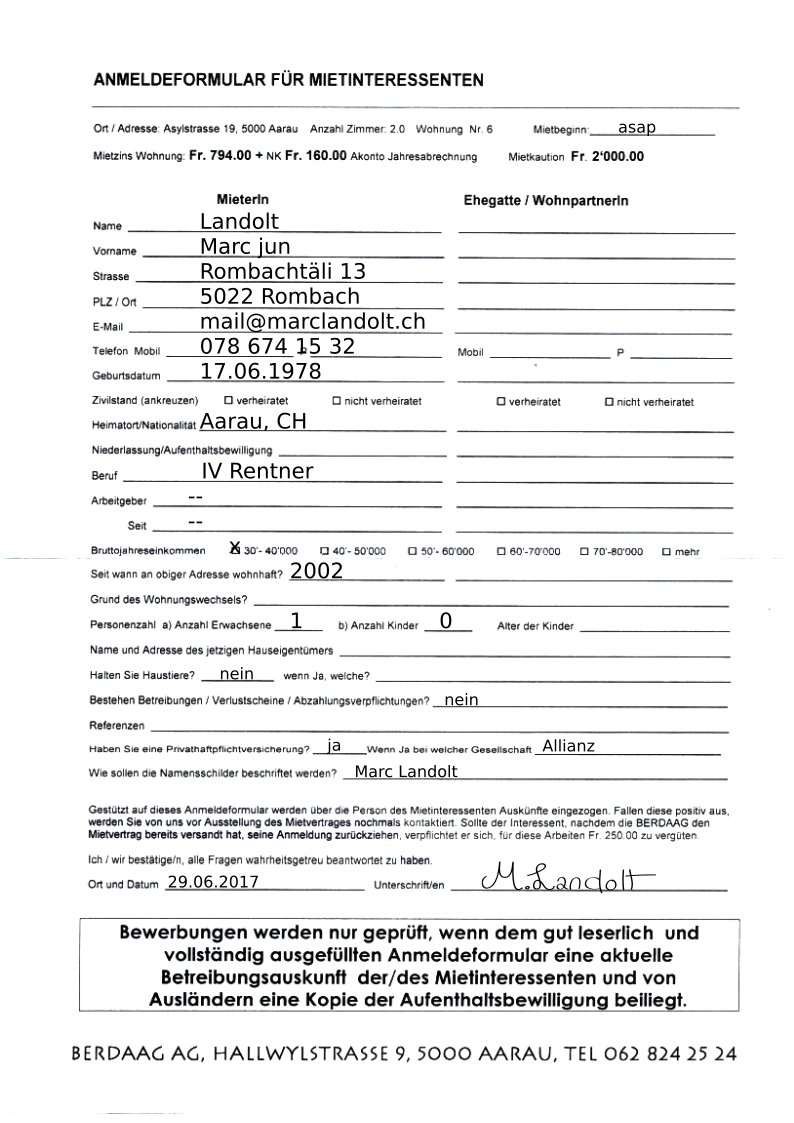 ANMELDEFORMULAR FÜR MIETINTERESSENTEN
Ort / Adresse: Asylstrasse 19, 5000 Aarau Anzahl Zimmer: 2.0 Wohnung Nr. 6 Mietbeginn: asap
Mietzins Wohnung: Fr. 794.00 + NK Fr. 160.00 Akonto Jahresabrechnung Mietkaution Fr. 2'000.00
MieterIn Ehegatte / WohnpartnerIn
Name Landolt
Vorname Marc jun
Strasse Rombachtäli 13
PLZ / Ort 5022 Rombach
E-Mail mail@marclandolt.ch
Telefon Mobil 078 674 15 32 Mobil P
Geburtsdatum 17.06.1978
Zivilstand (ankreuzen) ☐ verheiratet ☐ nicht verheiratet ☐ verheiratet ☐ nicht verheiratet
Heimatort/Nationalität Aarau, CH
Niederlassung/Aufenthaltsbewilligung
Beruf IV Rentner
Arbeitgeber --
Seit --
Bruttojahreseinkommen ☒ 30'- 40'000 ☐ 40'- 50'000 ☐ 50'- 60'000 ☐ 60'-70'000 ☐ 70'-80'000 ☐ mehr
Seit wann an obiger Adresse wohnhaft? 2002
Grund des Wohnungswechsels?
Personenzahl a) Anzahl Erwachsene 1 b) Anzahl Kinder 0 Alter der Kinder
Name und Adresse des jetzigen Hauseigentümers
Halten Sie Haustiere? nein wenn Ja, welche?
Bestehen Betreibungen / Verlustscheine / Abzahlungsverpflichtungen? nein
Referenzen
Haben Sie eine Privathaftpflichtversicherung? ja Wenn Ja bei welcher Gesellschaft Allianz
Wie sollen die Namensschilder beschriftet werden? Marc Landolt
Gestützt auf dieses Anmeldeformular werden über die Person des Mietinteressenten Auskünfte eingezogen. Fallen diese positiv aus,
werden Sie von uns vor Ausstellung des Mietvertrages nochmals kontaktiert. Sollte der Interessent, nachdem die BERDAAG den
Mietvertrag bereits versandt hat, seine Anmeldung zurückziehen, verpflichtet er sich, für diese Arbeiten Fr. 250.00 zu vergüten.
Ich / wir bestätige/n, alle Fragen wahrheitsgetreu beantwortet zu haben.
Ort und Datum 29.06.2017 Unterschrift/en M. Landolt
Bewerbungen werden nur geprüft, wenn dem gut leserlich und
vollständig ausgefüllten Anmeldeformular eine aktuelle
Betreibungsauskunft der/des Mietinteressenten und von
Ausländern eine Kopie der Aufenthaltsbewilligung beiliegt.
BERDAAG AG, HALLWYLSTRASSE 9, 5000 AARAU, TEL 062 824 25 24